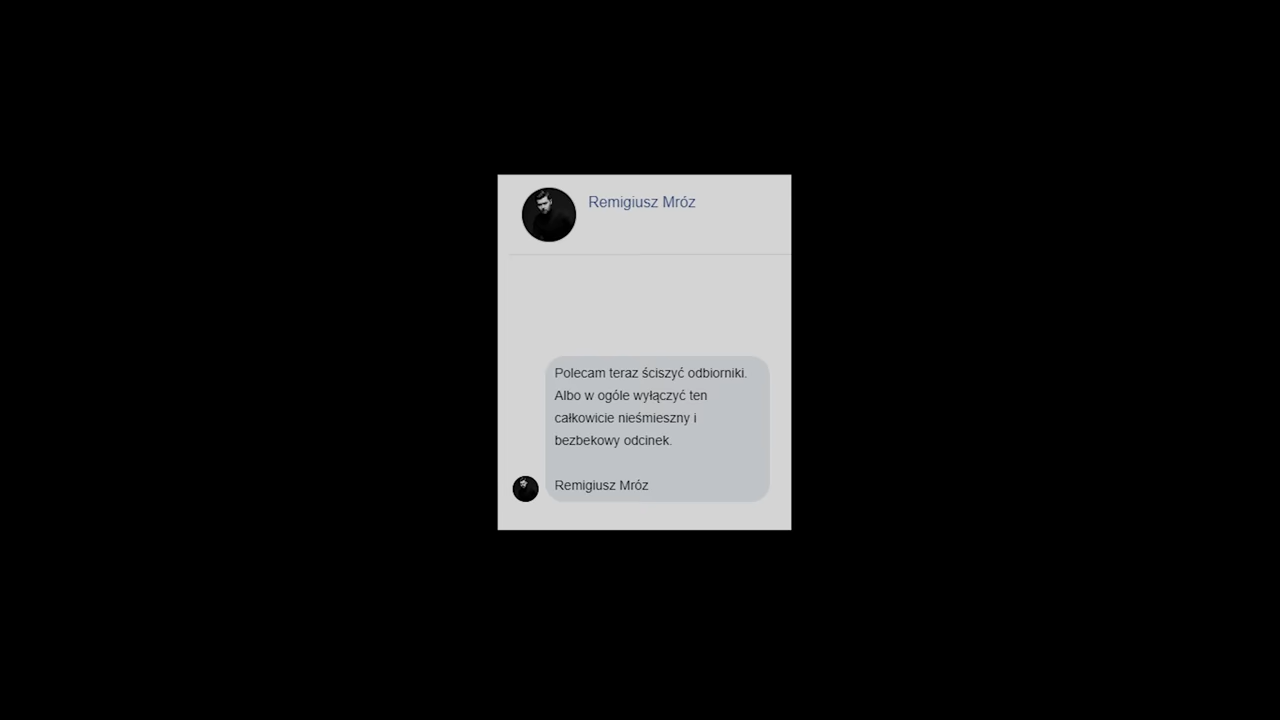 Remigiusz Mróz
Polecam teraz ściszyć odbiorniki.
Albo w ogóle wyłączyć ten
całkowicie nieśmieszny i
bezbekowy odcinek.
Remigiusz Mróz